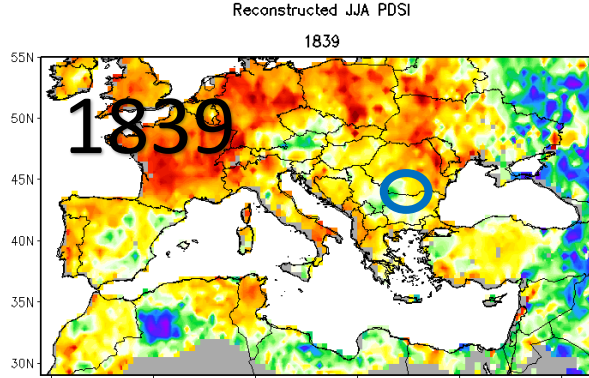 Reconstructed JJA PDSI
1839
55N
1839
50N
45N
40N
35N
30N